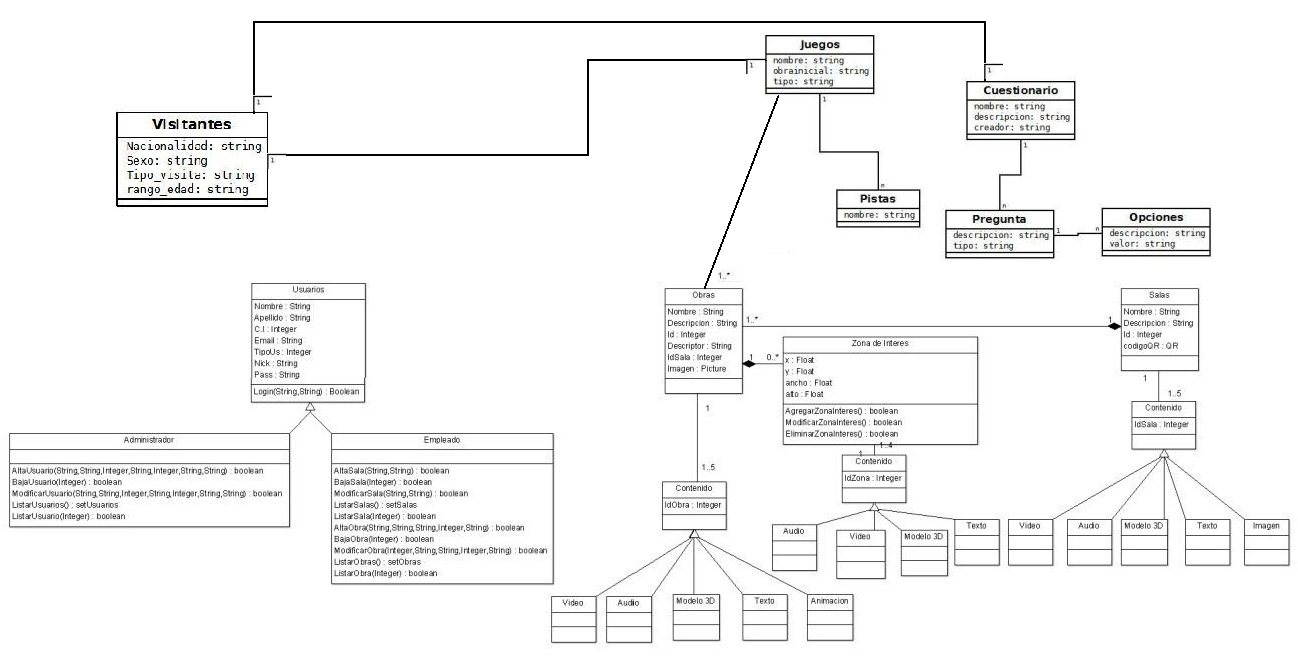 Juegos
nombre: string
obrainicial: string
tipo: string
1
1
1
Cuestionario
nombre: string
descripcion: string
creador: string
1
1
Visitantes
Nacionalidad: string
Sexo: string
Tipo_visita: string
rango_edad: string
1
n
Pistas
nombre: string
n
Pregunta
descripcion: string
tipo: string
1
n
Opciones
descripcion: string
valor: string
Usuarios
Nombre : String
Apellido : String
C.I : Integer
Email : String
TipoUs : Integer
Nick : String
Pass : String
Login(String,String) : Boolean
Administrador
AltaUsuario(String,String,Integer,String,Integer,String,String) : boolean
BajaUsuario(Integer) : boolean
ModificarUsuario(String,String,Integer,String,Integer,String,String) : boolean
ListarUsuarios() : setUsuarios
ListarUsuario(Integer) : boolean
Empleado
AltaSala(String,String) : boolean
BajaSala(Integer) : boolean
ModificarSala(String,String) : boolean
ListarSalas() : setSalas
ListarSala(Integer) : boolean
AltaObra(String,String,String,Integer,String) : boolean
BajaObra(Integer) : boolean
ModificarObra(Integer,String,String,Integer,String) : boolean
ListarObras() : setObras
ListarObra(Integer) : boolean
1..*
Obras
Nombre : String
Descripcion : String
Id : Integer
Descriptor : String
IdSala : Integer
Imagen : Picture
1..*
1
1
0..*
Zona de Interes
x : Float
y : Float
ancho : Float
alto : Float
AgregarZonaInteres() : boolean
ModificarZonaInteres() : boolean
EliminarZonaInteres() : boolean
Salas
Nombre : String
Descripcion : String
Id : Integer
codigoQR : QR
1
1..5
Contenido
IdSala : Integer
1
1..5
Contenido
IdObra : Integer
1..4
1
Contenido
IdZona : Integer
Audio
Video
Modelo 3D
Texto
Video
Audio
Modelo 3D
Texto
Imagen
Video
Audio
Modelo 3D
Texto
Animacion